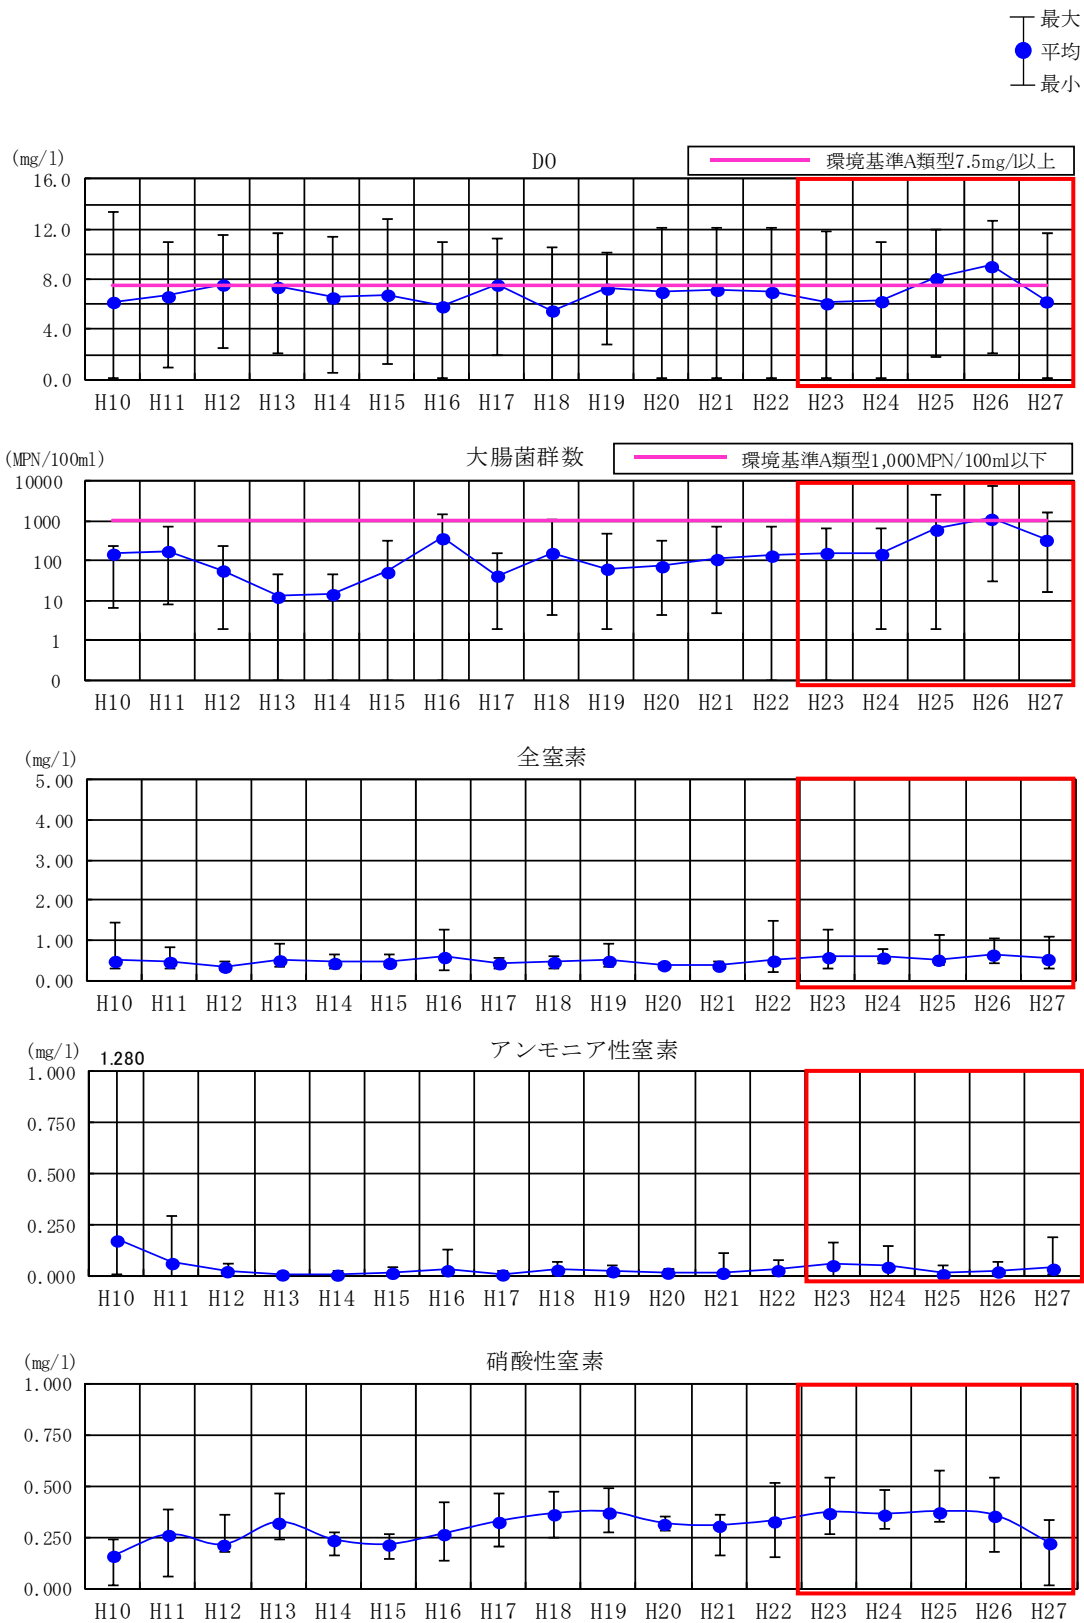 最大
平均
最小
(mg/l)
DO
環境基準A類型7.5mg/l以上
16.0
12.0
8.0
4.0
0.0
H10 H11 H12 H13 H14 H15 H16 H17 H18 H19 H20 H21 H22 H23 H24 H25 H26 H27
(MPN/100ml)
大腸菌群数
環境基準A類型1,000MPN/100ml以下
10000
1000
100
10
1
0
H10 H11 H12 H13 H14 H15 H16 H17 H18 H19 H20 H21 H22 H23 H24 H25 H26 H27
(mg/l)
全窒素
5.00
4.00
3.00
2.00
1.00
0.00
H10 H11 H12 H13 H14 H15 H16 H17 H18 H19 H20 H21 H22 H23 H24 H25 H26 H27
(mg/l)
1.280
アンモニア性窒素
1.000
0.750
0.500
0.250
0.000
H10 H11 H12 H13 H14 H15 H16 H17 H18 H19 H20 H21 H22 H23 H24 H25 H26 H27
(mg/l)
硝酸性窒素
1.000
0.750
0.500
0.250
0.000
H10 H11 H12 H13 H14 H15 H16 H17 H18 H19 H20 H21 H22 H23 H24 H25 H26 H27